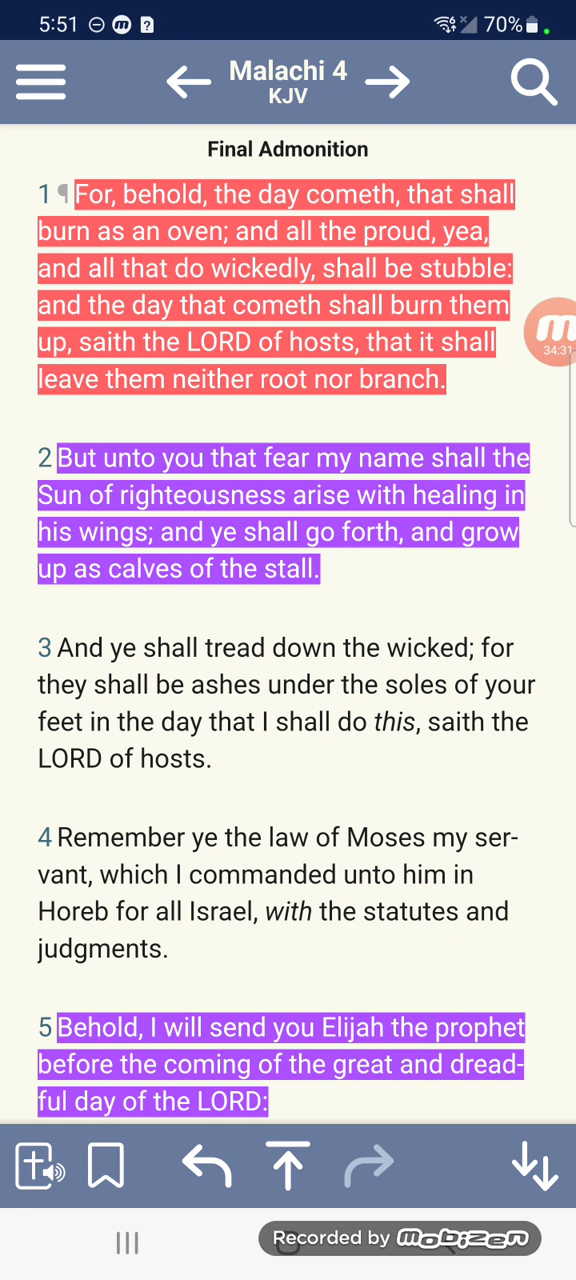 5:51 m ? 6 70%
Malachi 4
KJV
Final Admonition
1 ¶ For, behold, the day cometh, that shall
burn as an oven; and all the proud, yea,
and all that do wickedly, shall be stubble:
and the day that cometh shall burn them
up, saith the LORD of hosts, that it shall
leave them neither root nor branch.
m
34:31
2 But unto you that fear my name shall the
Sun of righteousness arise with healing in
his wings; and ye shall go forth, and grow
up as calves of the stall.
3 And ye shall tread down the wicked; for
they shall be ashes under the soles of your
feet in the day that I shall do this, saith the
LORD of hosts.
4 Remember ye the law of Moses my ser-
vant, which I commanded unto him in
Horeb for all Israel, with the statutes and
judgments.
5 Behold, I will send you Elijah the prophet
before the coming of the great and dread-
ful day of the LORD:
Recorded by mobizen